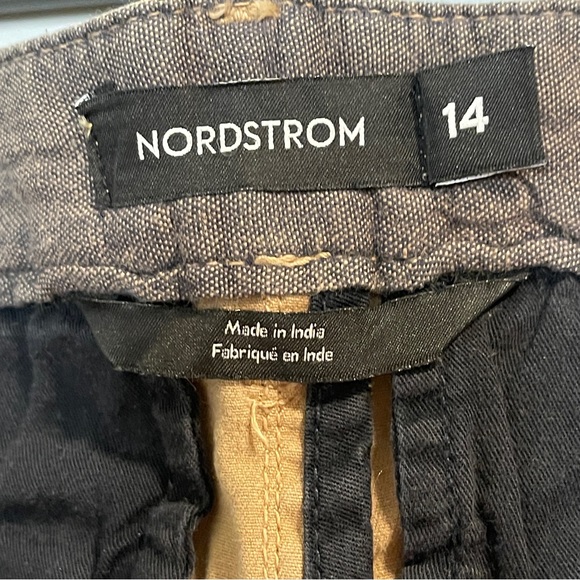 NORDSTROM
14
Made in India
Fabriqué en Inde